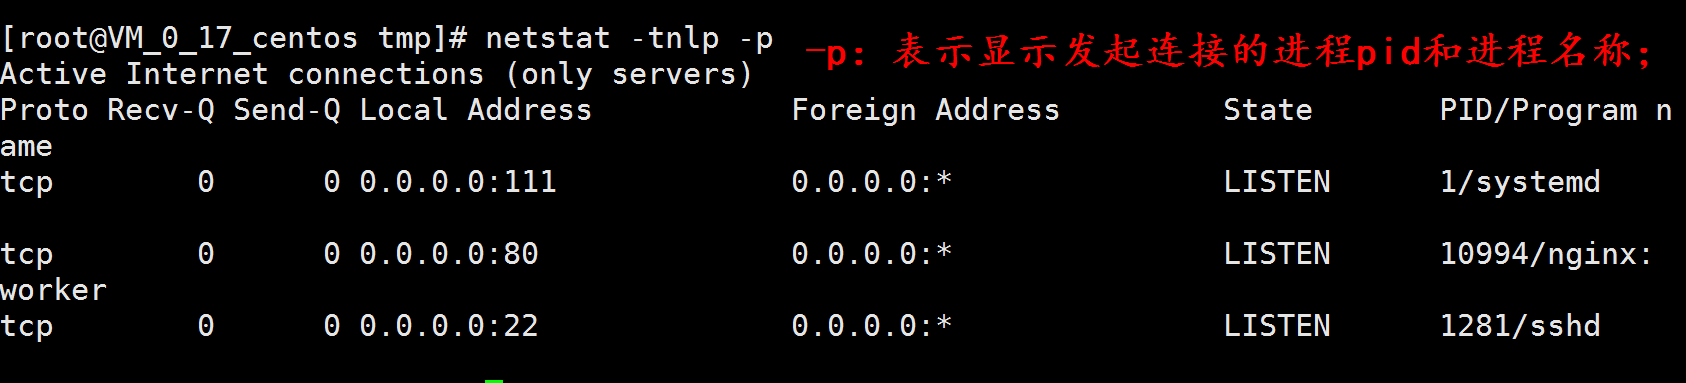 [root@VM_0_17_centos tmp]# netstat -tnlp -p
-p: 表示显示发起连接的进程pid和进程名称;
Active Internet connections (only servers)
Proto Recv-Q Send-Q Local Address           Foreign Address         State       PID/Program n
ame
tcp        0      0 0.0.0.0:111             0.0.0.0:*               LISTEN      1/systemd
tcp        0      0 0.0.0.0:80              0.0.0.0:*               LISTEN      10994/nginx:
worker
tcp        0      0 0.0.0.0:22              0.0.0.0:*               LISTEN      1281/sshd